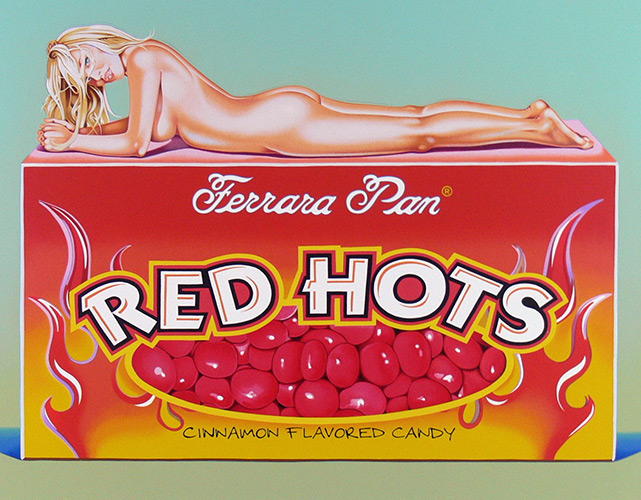 Ferrara Pan®
RED HOTS
CINNAMON FLAVORED CANDY